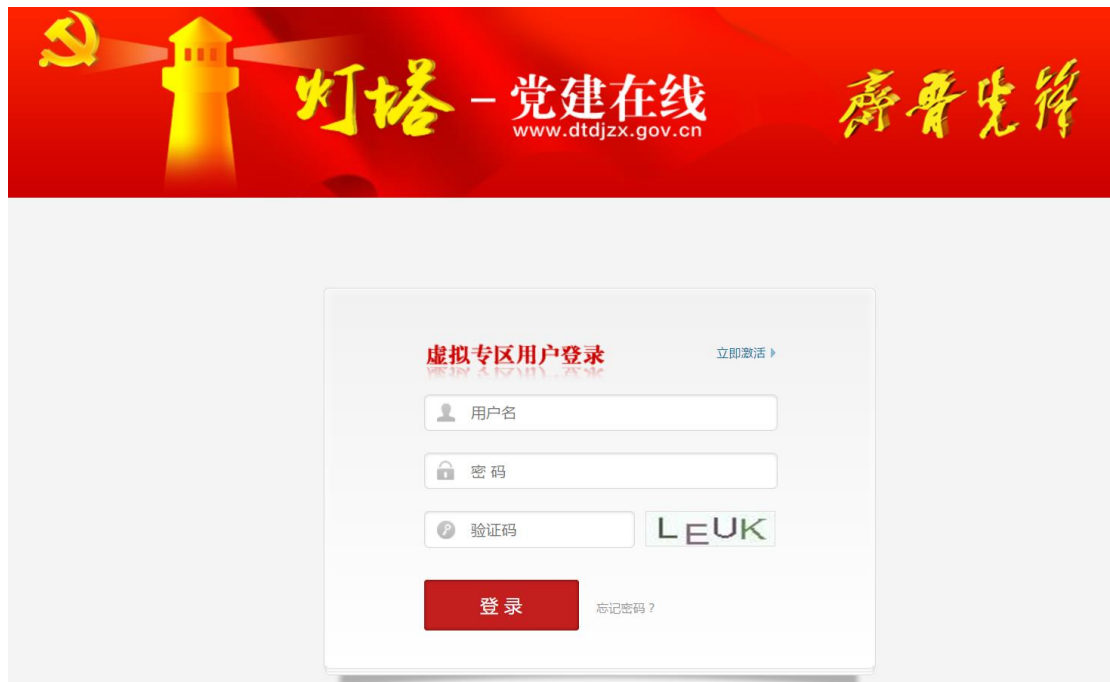 灯塔-党建在线
www.dtdjzx.gov.cn
齊魯先锋
虚拟专区用户登录
立即激活
用户名
密 码
验证码
LEUK
登 录
忘记密码？